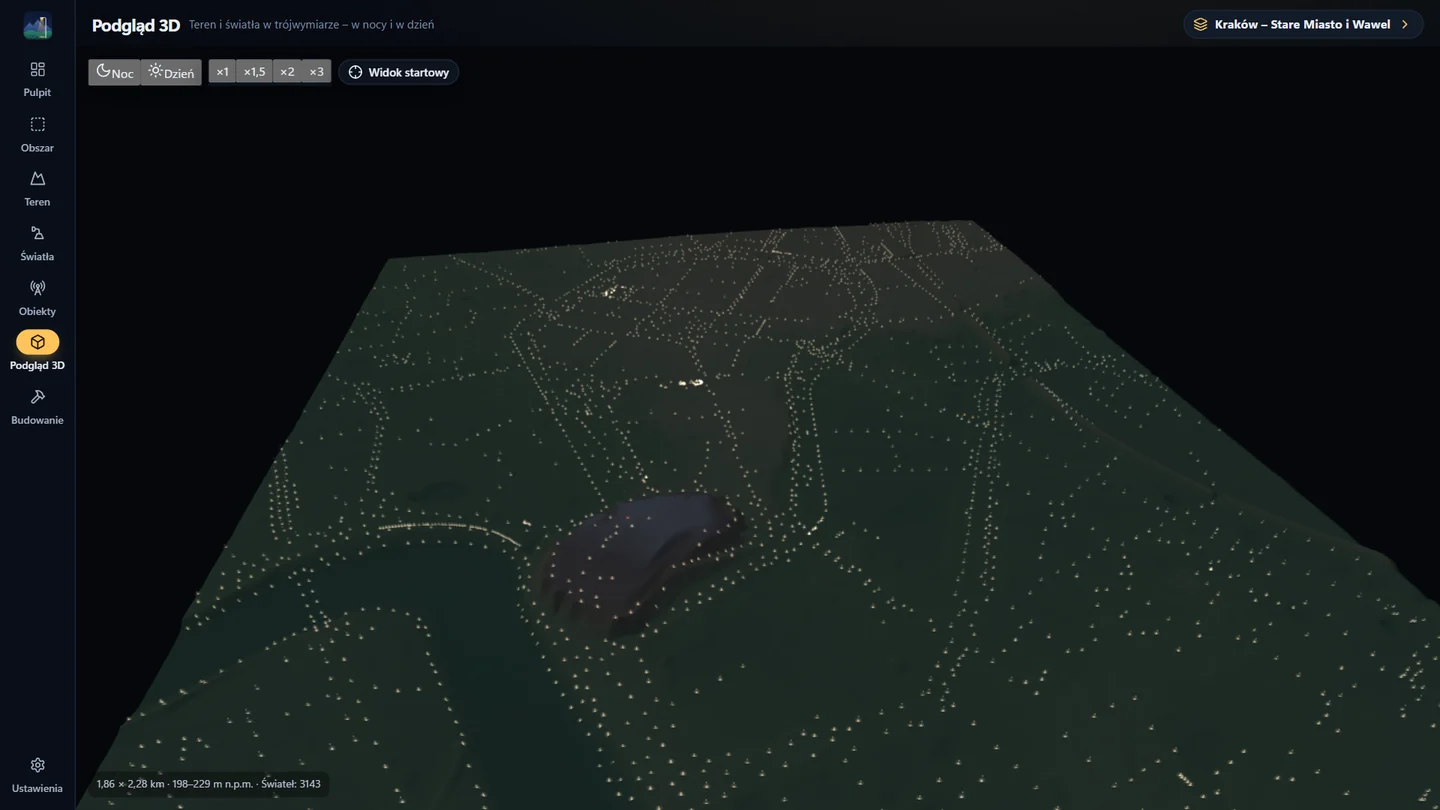 Podgląd 3D Teren i światła w trójwymiarze – w nocy i w dzień
Kraków – Stare Miasto i Wawel
Noc Dzień ×1 ×1,5 ×2 ×3 Widok startowy
Pulpit
Obszar
Teren
Światła
Obiekty
Podgląd 3D
Budowanie
Ustawienia
1,86 × 2,28 km · 198–229 m n.p.m. · Świateł: 3143